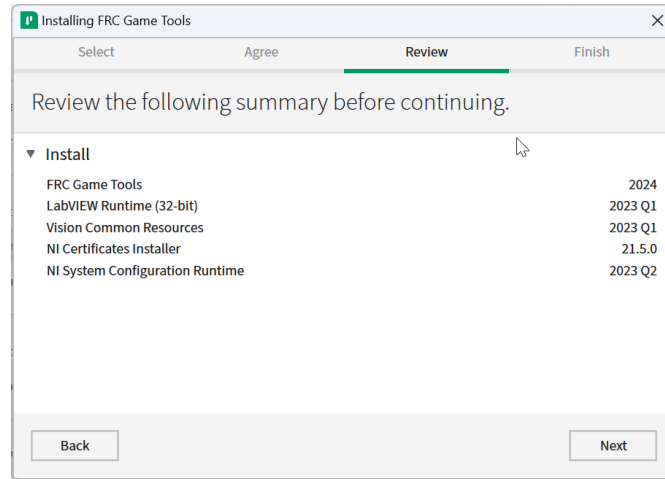 Installing FRC Game Tools
Select Agree Review Finish
Review the following summary before continuing.
Install
FRC Game Tools 2024
LabVIEW Runtime (32-bit) 2023 Q1
Vision Common Resources 2023 Q1
NI Certificates Installer 21.5.0
NI System Configuration Runtime 2023 Q2
Back Next